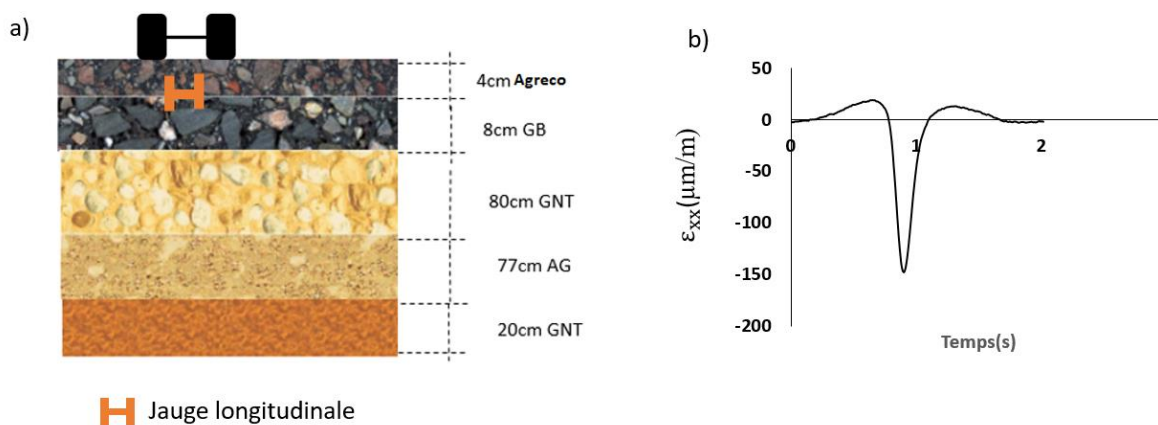 a)
4cm Agreco
8cm GB
80cm GNT
77cm AG
20cm GNT
Jauge longitudinale
b)
50
0
-50
-100
-150
-200
0
1
2
εxx(μm/m)
Temps(s)